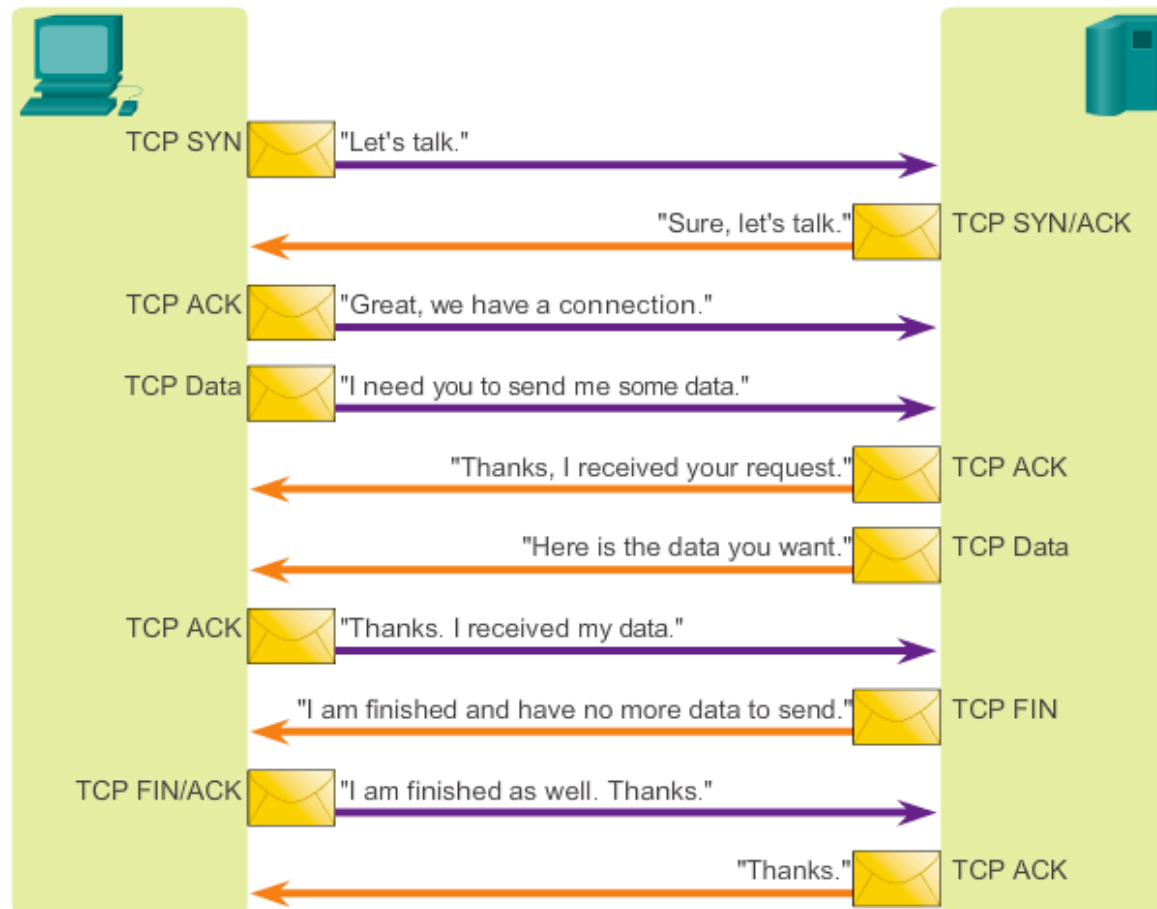 TCP SYN "Let's talk."
"Sure, let's talk." TCP SYN/ACK
TCP ACK "Great, we have a connection."
TCP Data "I need you to send me some data."
"Thanks, I received your request." TCP ACK
"Here is the data you want." TCP Data
TCP ACK "Thanks. I received my data."
"I am finished and have no more data to send." TCP FIN
TCP FIN/ACK "I am finished as well. Thanks."
"Thanks." TCP ACK